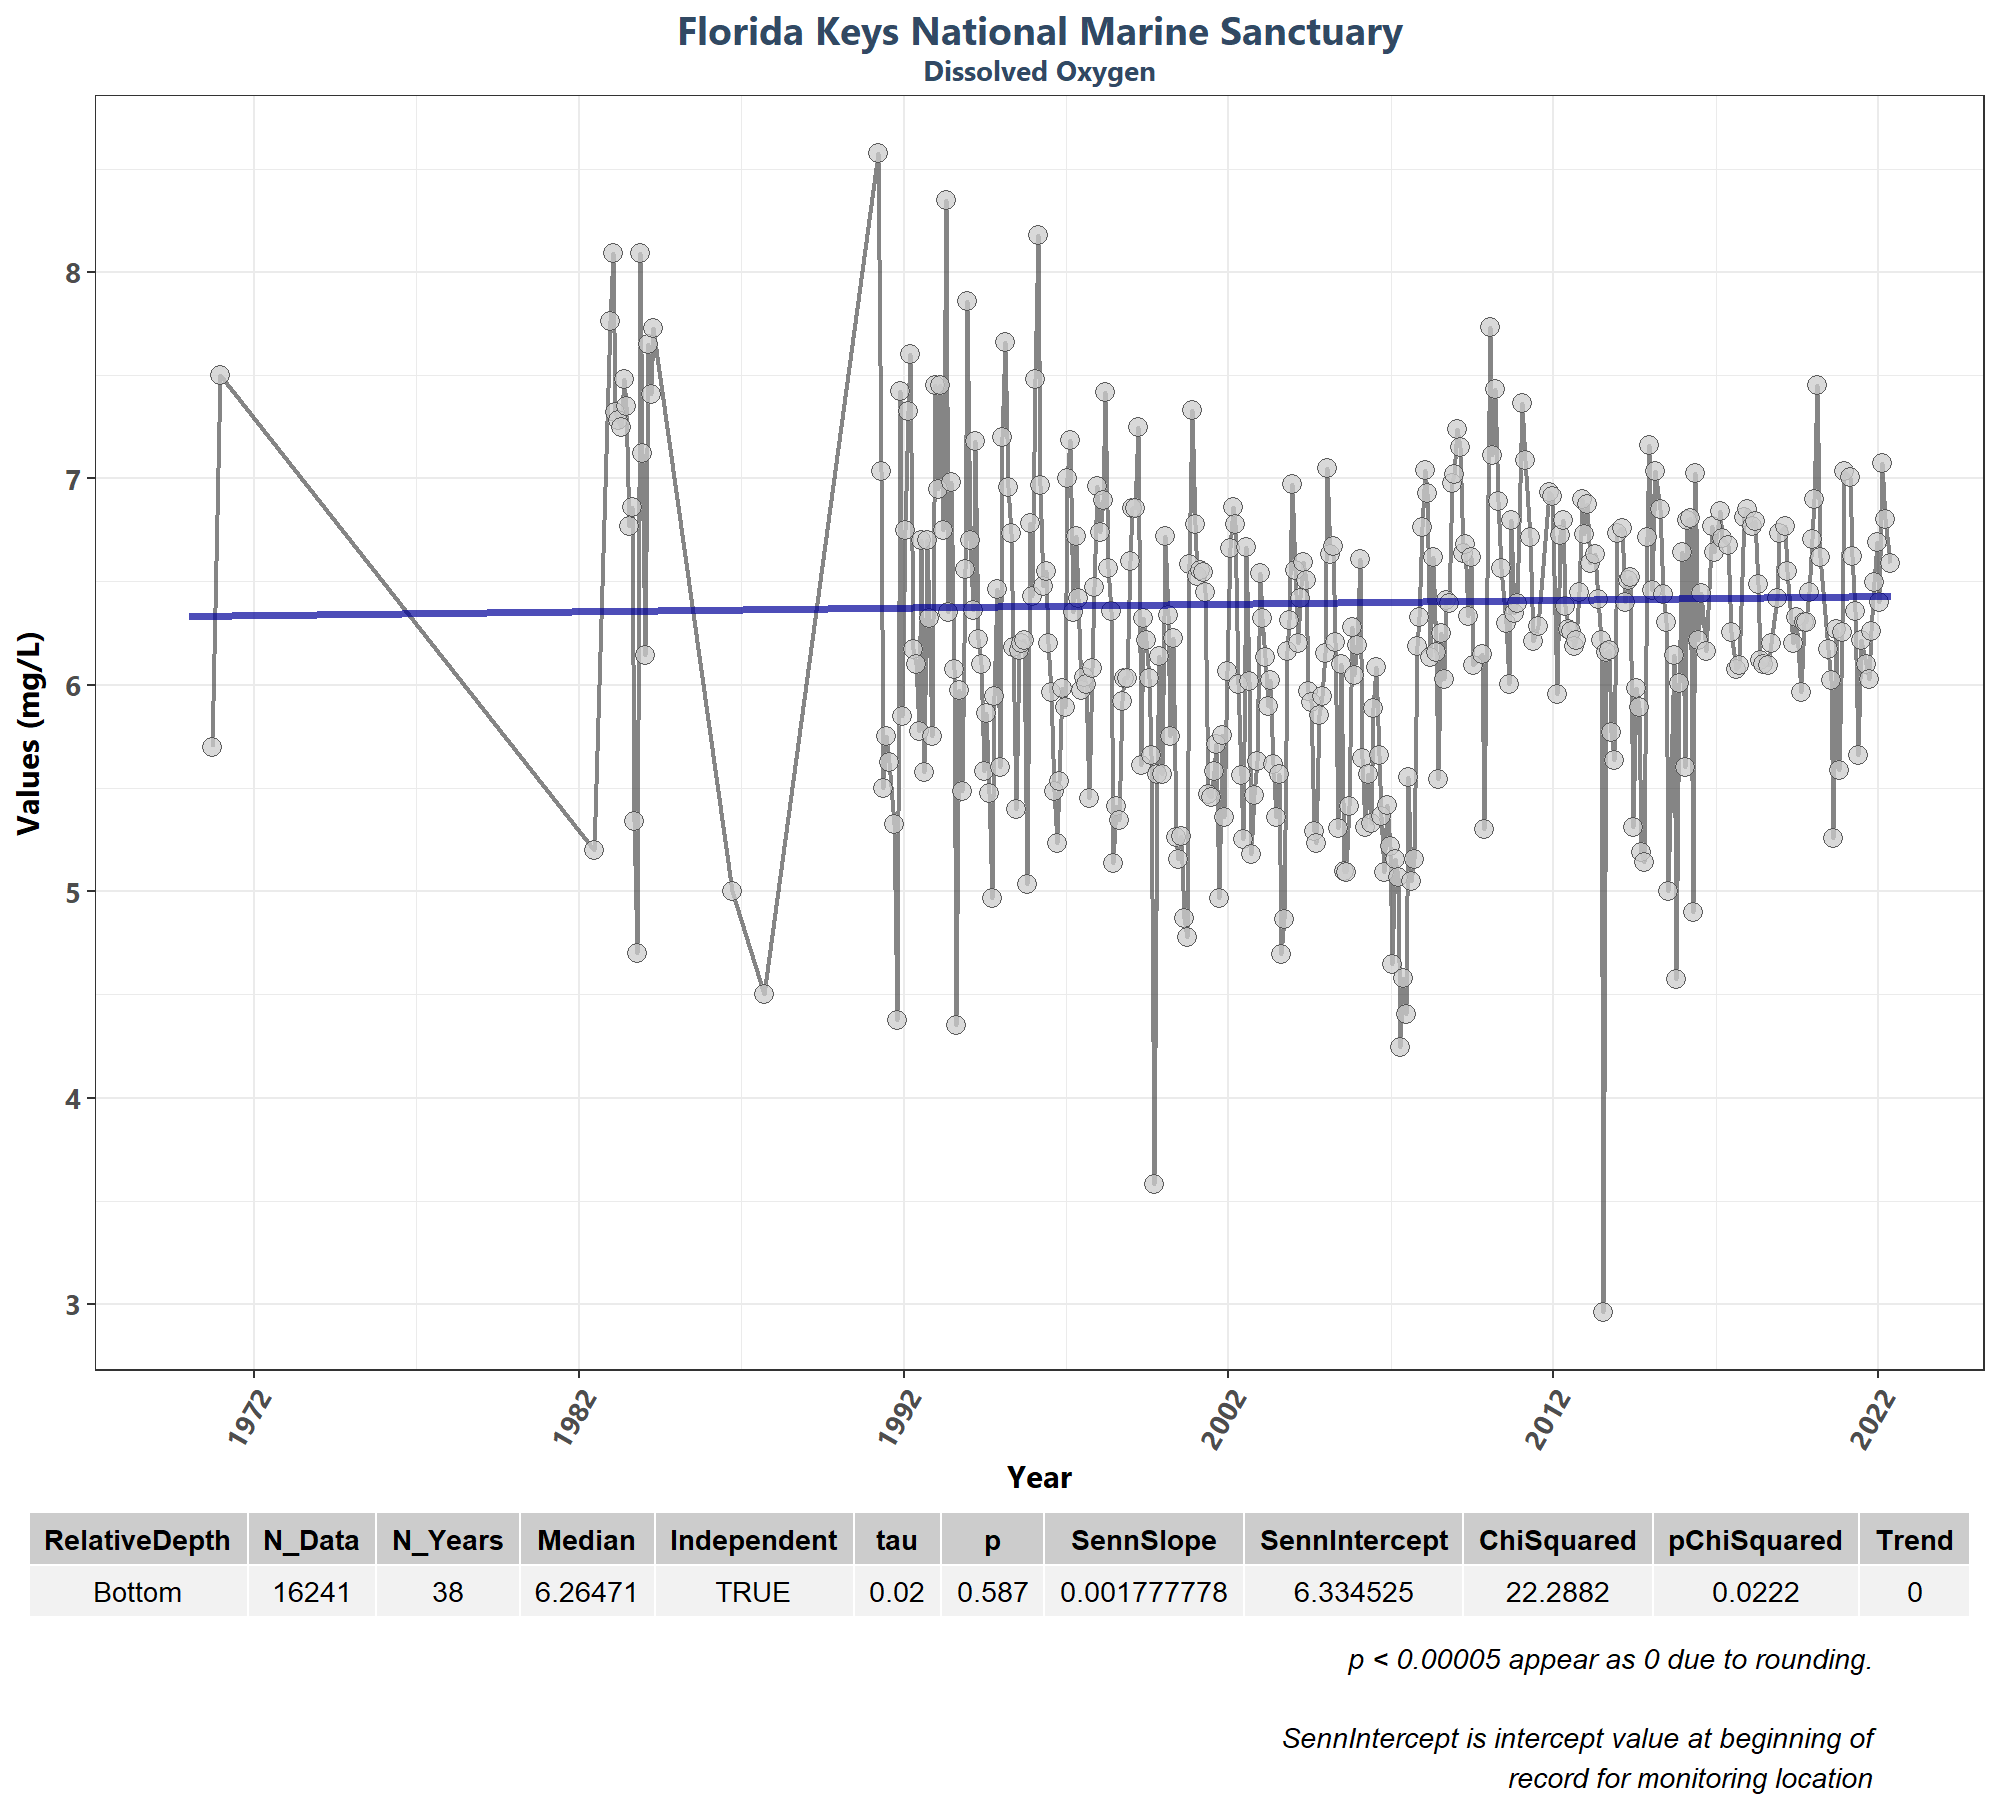 Florida Keys National Marine Sanctuary
Dissolved Oxygen
Values (mg/L)
8
7
6
5
4
3
1972
1982
1992
2002
2012
2022
Year
RelativeDepth N_Data N_Years Median Independent tau p SennSlope SennIntercept ChiSquared pChiSquared Trend
Bottom 16241 38 6.26471 TRUE 0.02 0.587 0.001777778 6.334525 22.2882 0.0222 0
p < 0.00005 appear as 0 due to rounding.
SennIntercept is intercept value at beginning of
record for monitoring location